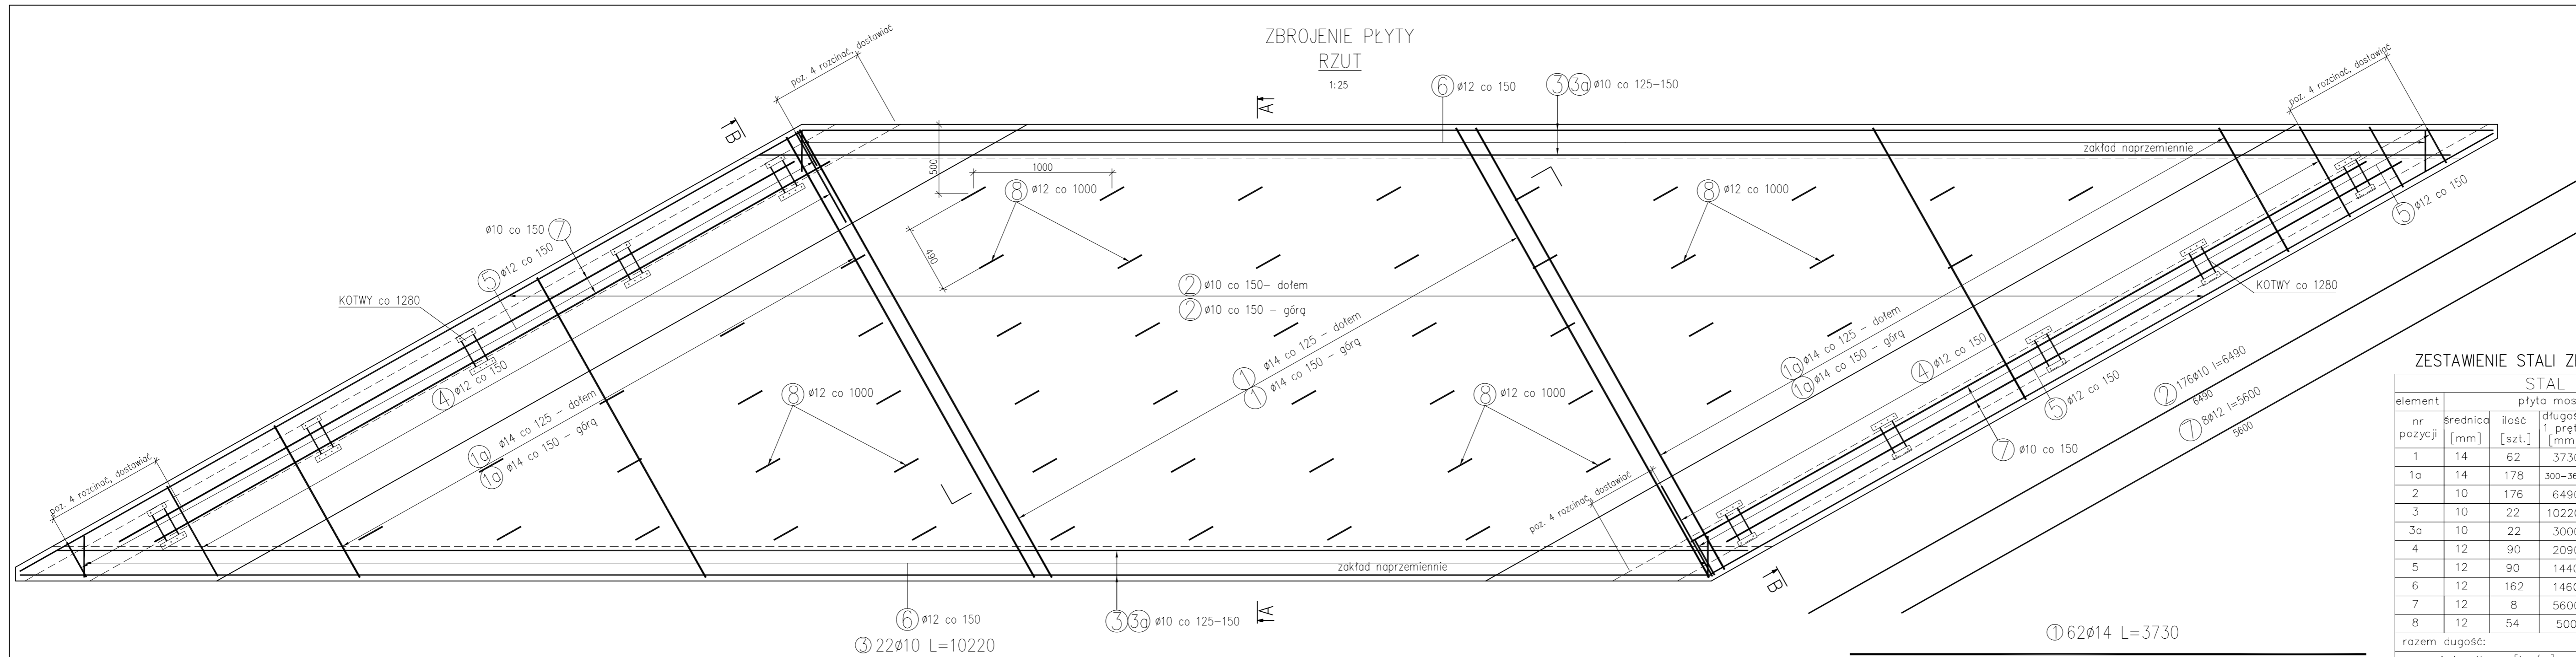 ZBROJENIE PŁYTY
RZUT
1:25
poz. 4 rozcinać, dostawiać
B
A
6 ø12 co 150
3 3a ø10 co 125-150
poz. 4 rozcinać, dostawiać
zakład naprzemiennie
500
1000
8 ø12 co 1000
8 ø12 co 1000
5 ø12 co 150
ø10 co 150 7
5 ø12 co 150
490
KOTWY co 1280
2 ø10 co 150- dołem
2 ø10 co 150 - górą
KOTWY co 1280
4 ø12 co 150
1 ø14 co 125 - dołem
1 ø14 co 150 - górą
1a ø14 co 125 - dołem
1a ø14 co 150 - górą
4 ø12 co 150
8 ø12 co 1000
8 ø12 co 1000
5 ø12 co 150
2 176ø10 l=6490
6490
7 8ø12 l=5600
5600
1a ø14 co 125 - dołem
1a ø14 co 150 - górą
7 ø10 co 150
poz. 4 rozcinać, dostawiać
poz. 4 rozcinać, dostawiać
zakład naprzemiennie
B
A
6 ø12 co 150
3 3a ø10 co 125-150
3 22ø10 L=10220
1 62ø14 L=3730
ZESTAWIENIE STALI
STAL
element płyta
nr pozycji średnica [mm] ilość [szt.] 1
1 14 62 3730
1a 14 178
2 10 176 6490
3 10 22 10220
3a 10 22 3000
4 12 90 2090
5 12 90 1440
6 12 162 1460
7 12 8 5600
8 12 54 500
razem dugość: